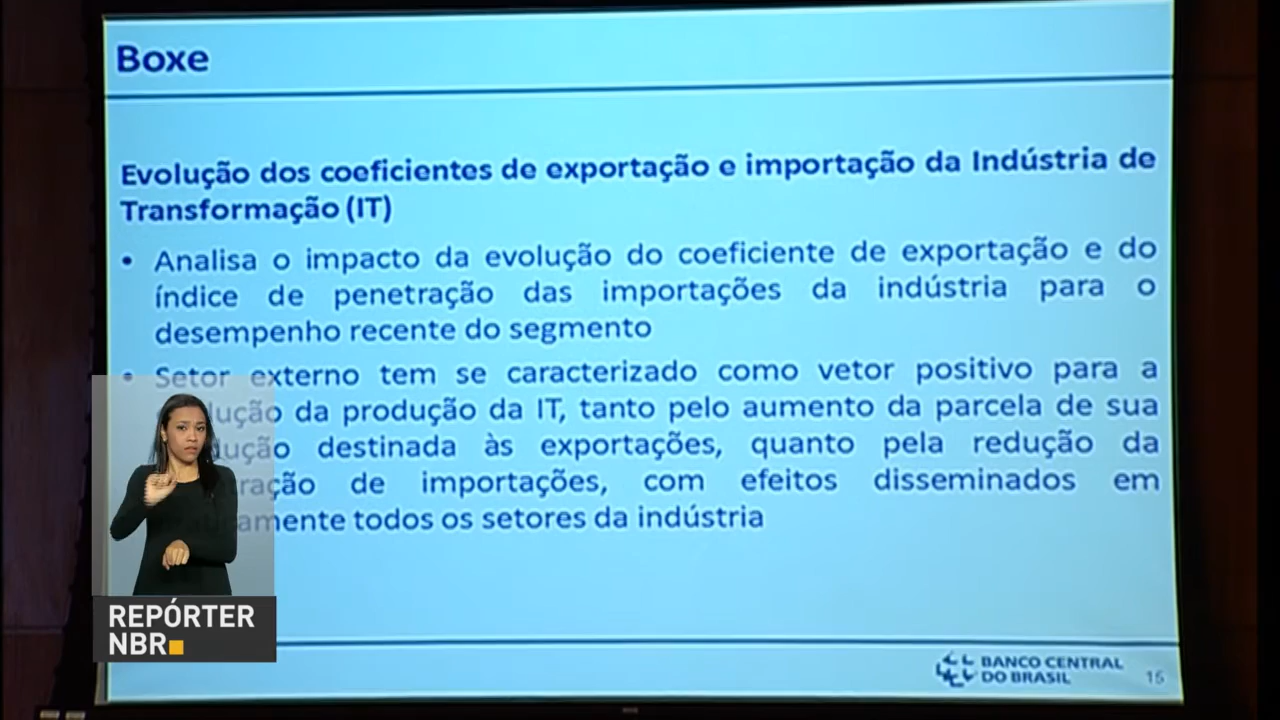 Boxe
Evolução dos coeficientes de exportação e importação da Indústria de
Transformação (IT)
• Analisa o impacto da evolução do coeficiente de exportação e do
índice de penetração das importações da indústria para o
desempenho recente do segmento
• Setor externo tem se caracterizado como vetor positivo para a
da produção da IT, tanto pelo aumento da parcela de sua
destinada às exportações, quanto pela redução da
de importações, com efeitos disseminados em
todos os setores da indústria
REPÓRTER
NBR
BANCO CENTRAL
DO BRASIL
15